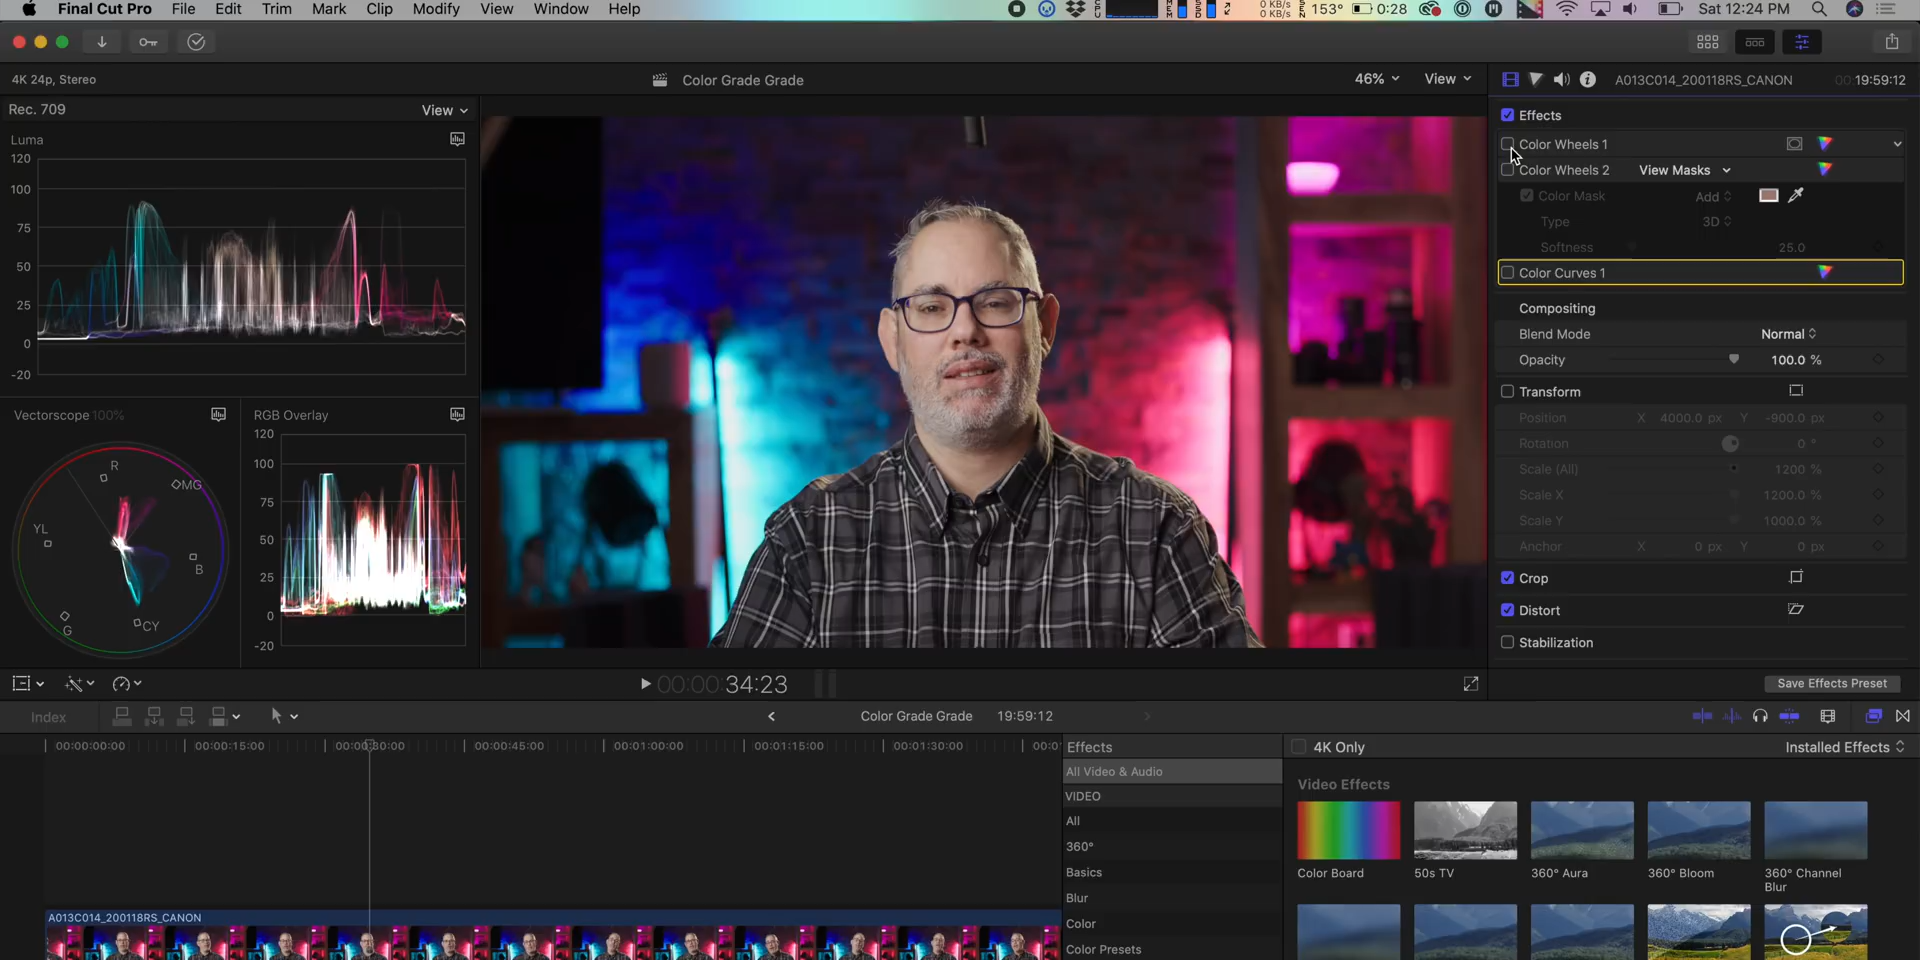 Final Cut Pro File Edit Trim Mark Clip Modify View Window Help
0 KB/s
0 KB/s
153° 0:28 Sat 12:24 PM
4K 24p, Stereo
Color Grade Grade
46% View
A013C014_200118RS_CANON 00:19:59:12
Rec. 709
View
Luma
120
100
75
50
25
0
-20
Vectorscope 100%
R
MG
B
CY
G
YL
RGB Overlay
120
100
75
50
25
0
-20
Effects
Color Wheels 1
Color Wheels 2 View Masks
Color Mask Add
Type 3D
Softness 25.0
Color Curves 1
Compositing
Blend Mode Normal
Opacity 100.0 %
Transform
Position X 4000.0 px Y -900.0 px
Rotation 0 °
Scale (All) 1200 %
Scale X 1200.0 %
Scale Y 1000.0 %
Anchor X 0 px Y 0 px
Crop
Distort
Stabilization
00:00:34:23
Save Effects Preset
Index
Color Grade Grade 19:59:12
00:00:00:00 00:00:15:00 00:00:30:00 00:00:45:00 00:01:00:00 00:01:15:00 00:01:30:00 00:0
A013C014_200118RS_CANON
Effects
All Video & Audio
VIDEO
All
360°
Basics
Blur
Color
Color Presets
4K Only
Installed Effects
Video Effects
Color Board
50s TV
360° Aura
360° Bloom
360° Channel
Blur